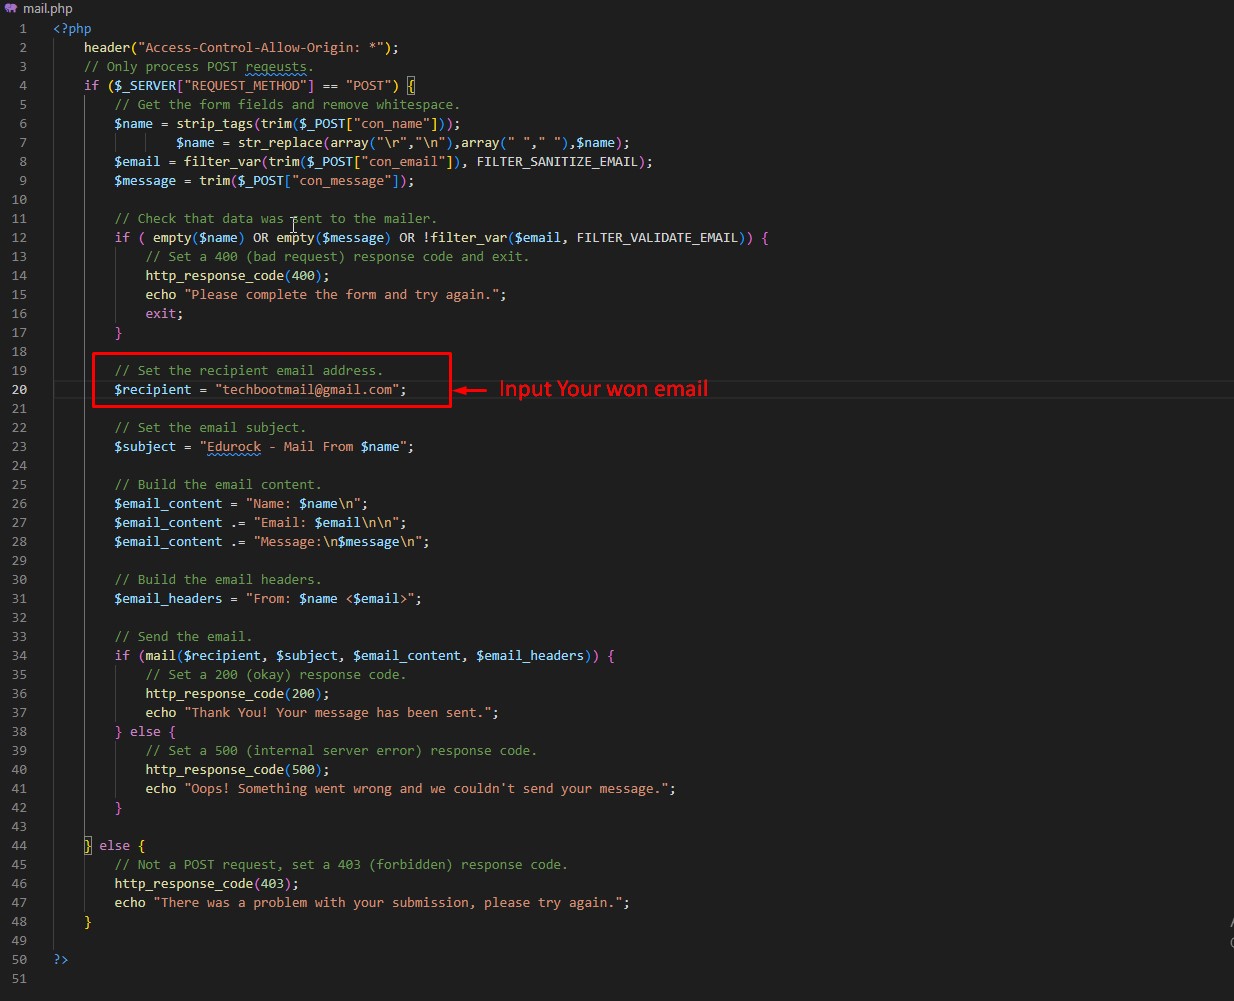 mail.php
1 <?php
2 header("Access-Control-Allow-Origin: *");
3 // Only process POST reqeusts.
4 if ($_SERVER["REQUEST_METHOD"] == "POST") {
5 // Get the form fields and remove whitespace.
6 $name = strip_tags(trim($_POST["con_name"]));
7 $name = str_replace(array("\r","\n"),array(" "," "),$name);
8 $email = filter_var(trim($_POST["con_email"]), FILTER_SANITIZE_EMAIL);
9 $message = trim($_POST["con_message"]);
10
11 // Check that data was sent to the mailer.
12 if ( empty($name) OR empty($message) OR !filter_var($email, FILTER_VALIDATE_EMAIL)) {
13 // Set a 400 (bad request) response code and exit.
14 http_response_code(400);
15 echo "Please complete the form and try again.";
16 exit;
17 }
18
19 // Set the recipient email address.
20 $recipient = "techbootmail@gmail.com"; Input Your won email
21
22 // Set the email subject.
23 $subject = "Edurock - Mail From $name";
24
25 // Build the email content.
26 $email_content = "Name: $name\n";
27 $email_content .= "Email: $email\n\n";
28 $email_content .= "Message:\n$message\n";
29
30 // Build the email headers.
31 $email_headers = "From: $name <$email>";
32
33 // Send the email.
34 if (mail($recipient, $subject, $email_content, $email_headers)) {
35 // Set a 200 (okay) response code.
36 http_response_code(200);
37 echo "Thank You! Your message has been sent.";
38 } else {
39 // Set a 500 (internal server error) response code.
40 http_response_code(500);
41 echo "Oops! Something went wrong and we couldn't send your message.";
42 }
43
44 } else {
45 // Not a POST request, set a 403 (forbidden) response code.
46 http_response_code(403);
47 echo "There was a problem with your submission, please try again.";
48 }
49
50 ?>
51